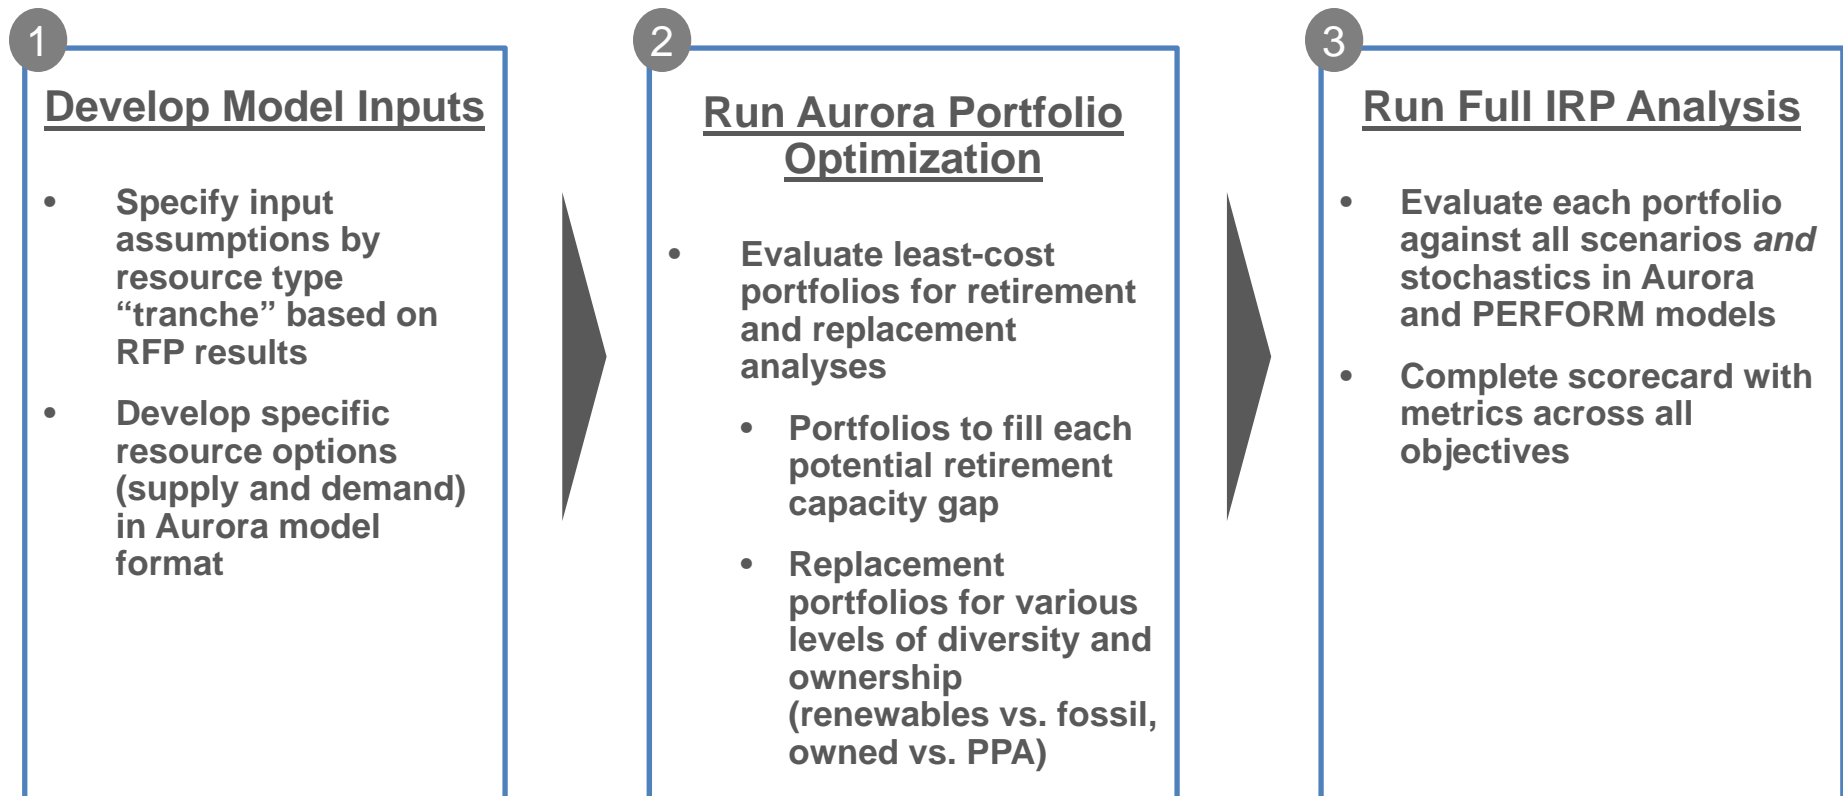 1
Develop Model Inputs
• Specify input
assumptions by
resource type
“tranche” based on
RFP results
• Develop specific
resource options
(supply and demand)
in Aurora model
format
2
Run Aurora Portfolio
Optimization
• Evaluate least-cost
portfolios for retirement
and replacement
analyses
• Portfolios to fill each
potential retirement
capacity gap
• Replacement
portfolios for various
levels of diversity and
ownership
(renewables vs. fossil,
owned vs. PPA)
3
Run Full IRP Analysis
• Evaluate each portfolio
against all scenarios and
stochastics in Aurora
and PERFORM models
• Complete scorecard with
metrics across all
objectives